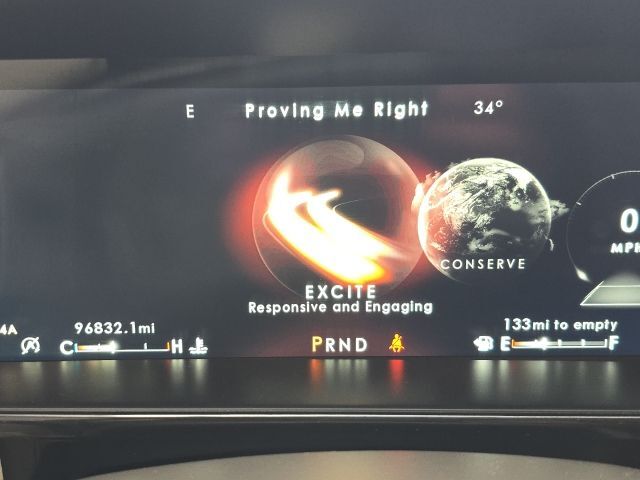 E Proving Me Right 34°
0
MPH
CONSERVE
EXCITE
Responsive and Engaging
4A 96832.1mi 133mi to empty
C H PRND E F